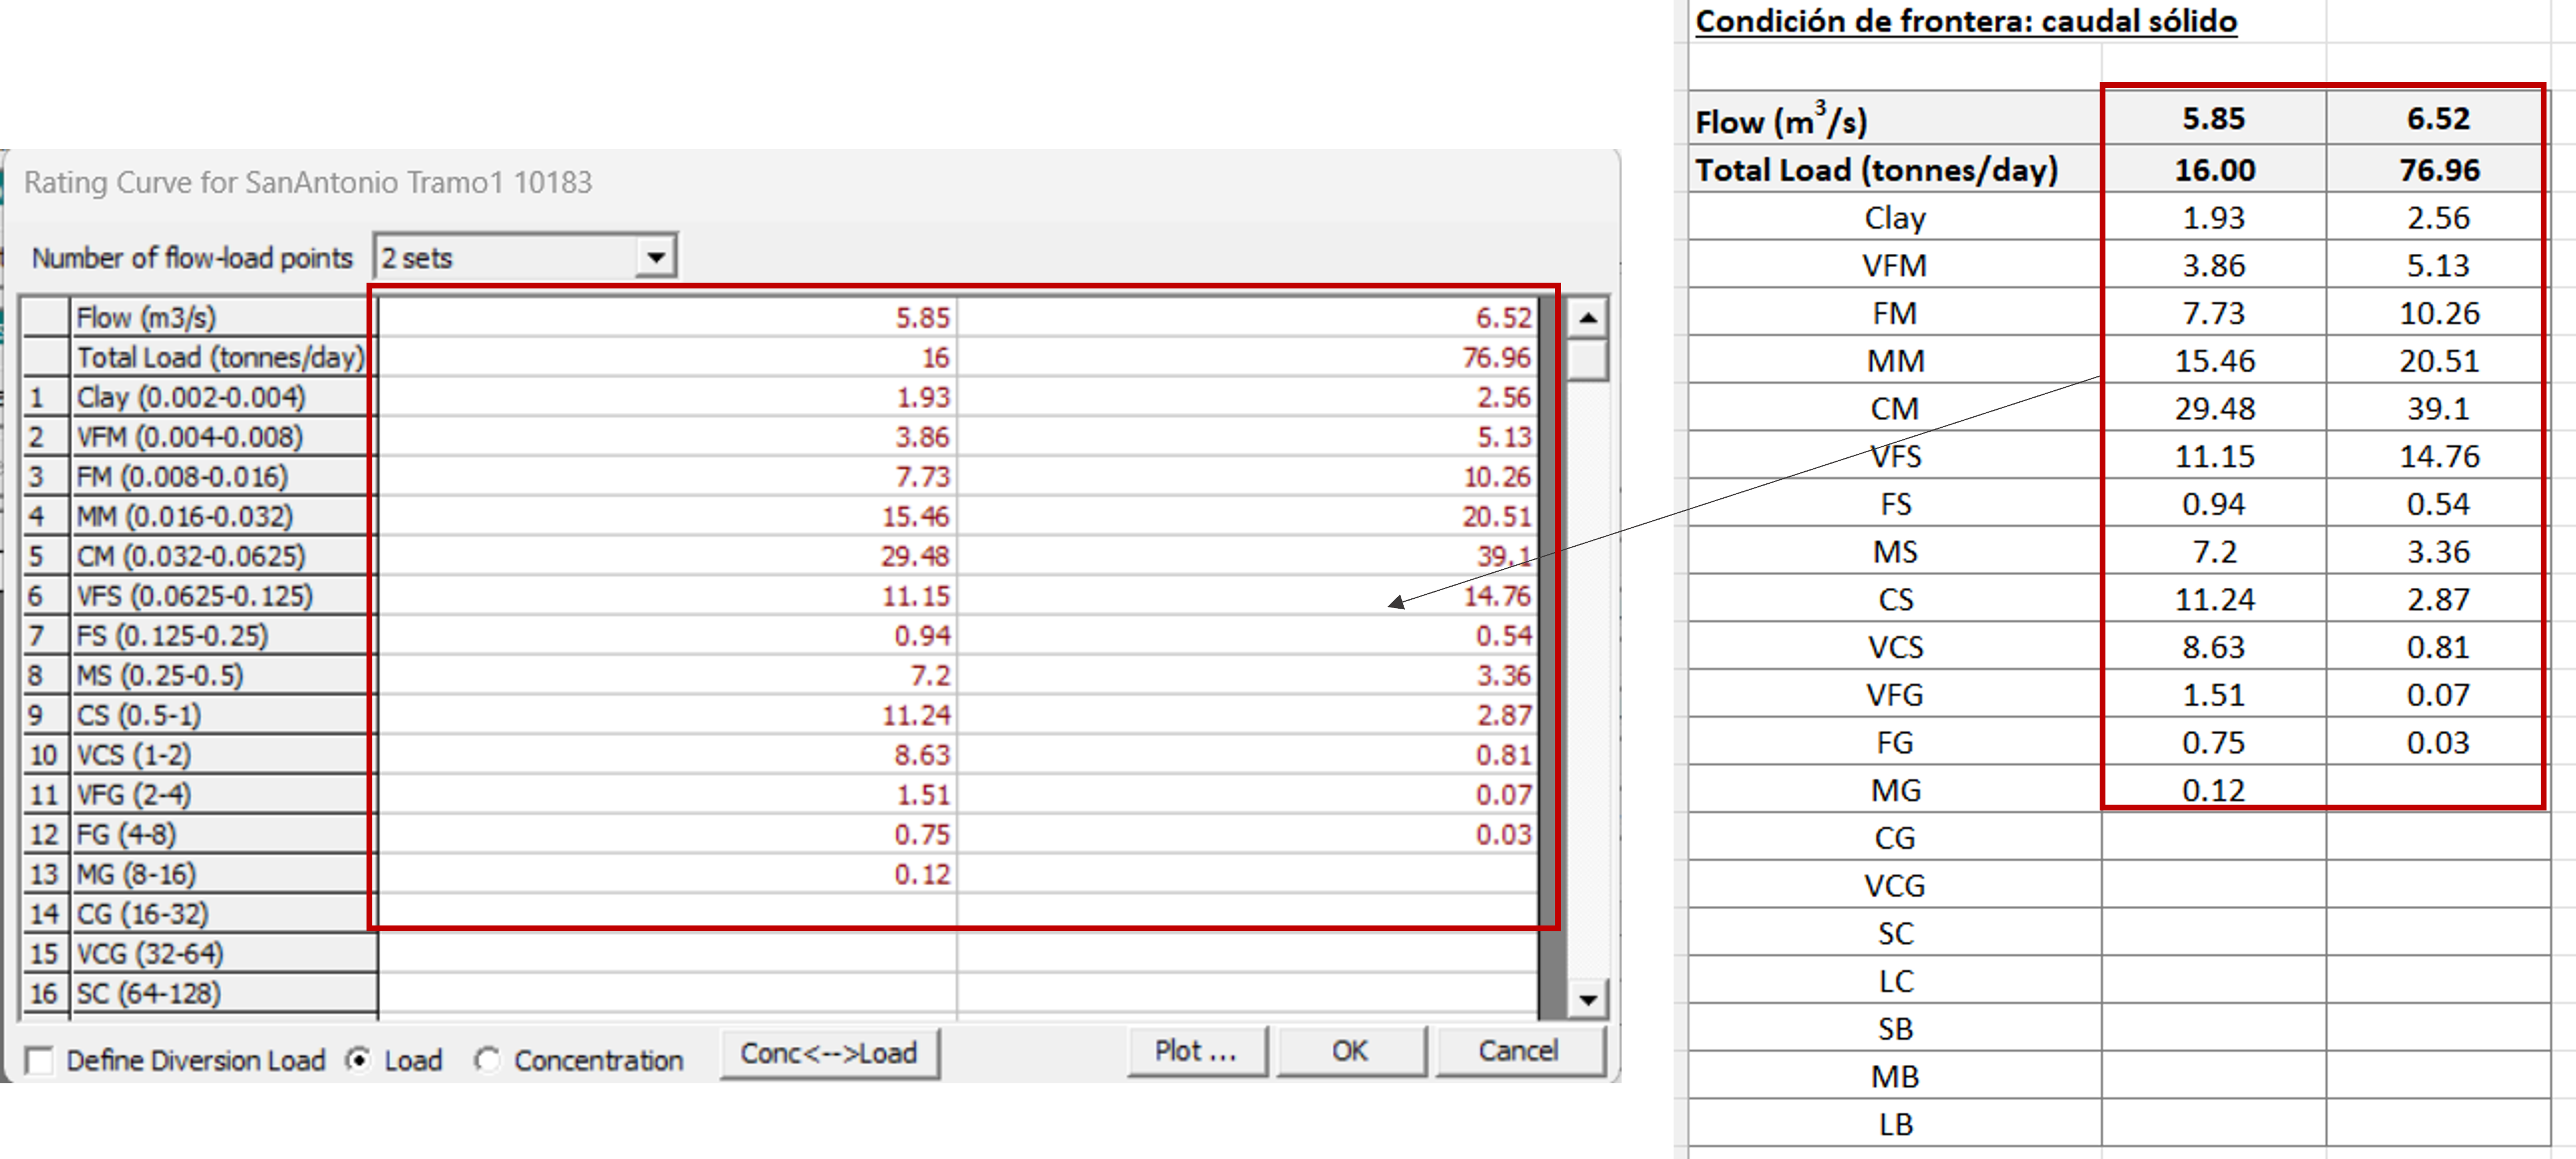 Rating Curve for SanAntonio Tramo1 10183
Number of flow-load points 2 sets
Flow (m3/s) 5.85 6.52
Total Load (tonnes/day) 16 76.96
1 Clay (0.002-0.004) 1.93 2.56
2 VFM (0.004-0.008) 3.86 5.13
3 FM (0.008-0.016) 7.73 10.26
4 MM (0.016-0.032) 15.46 20.51
5 CM (0.032-0.0625) 29.48 39.1
6 VFS (0.0625-0.125) 11.15 14.76
7 FS (0.125-0.25) 0.94 0.54
8 MS (0.25-0.5) 7.2 3.36
9 CS (0.5-1) 11.24 2.87
10 VCS (1-2) 8.63 0.81
11 VFG (2-4) 1.51 0.07
12 FG (4-8) 0.75 0.03
13 MG (8-16) 0.12
14 CG (16-32)
15 VCG (32-64)
16 SC (64-128)
Define Diversion Load Load Concentration Conc<-->Load Plot ... OK Cancel
Condición de frontera: caudal sólido
Flow (m³/s) 5.85 6.52
Total Load (tonnes/day) 16.00 76.96
Clay 1.93 2.56
VFM 3.86 5.13
FM 7.73 10.26
MM 15.46 20.51
CM 29.48 39.1
VFS 11.15 14.76
FS 0.94 0.54
MS 7.2 3.36
CS 11.24 2.87
VCS 8.63 0.81
VFG 1.51 0.07
FG 0.75 0.03
MG 0.12
CG
VCG
SC
LC
SB
MB
LB